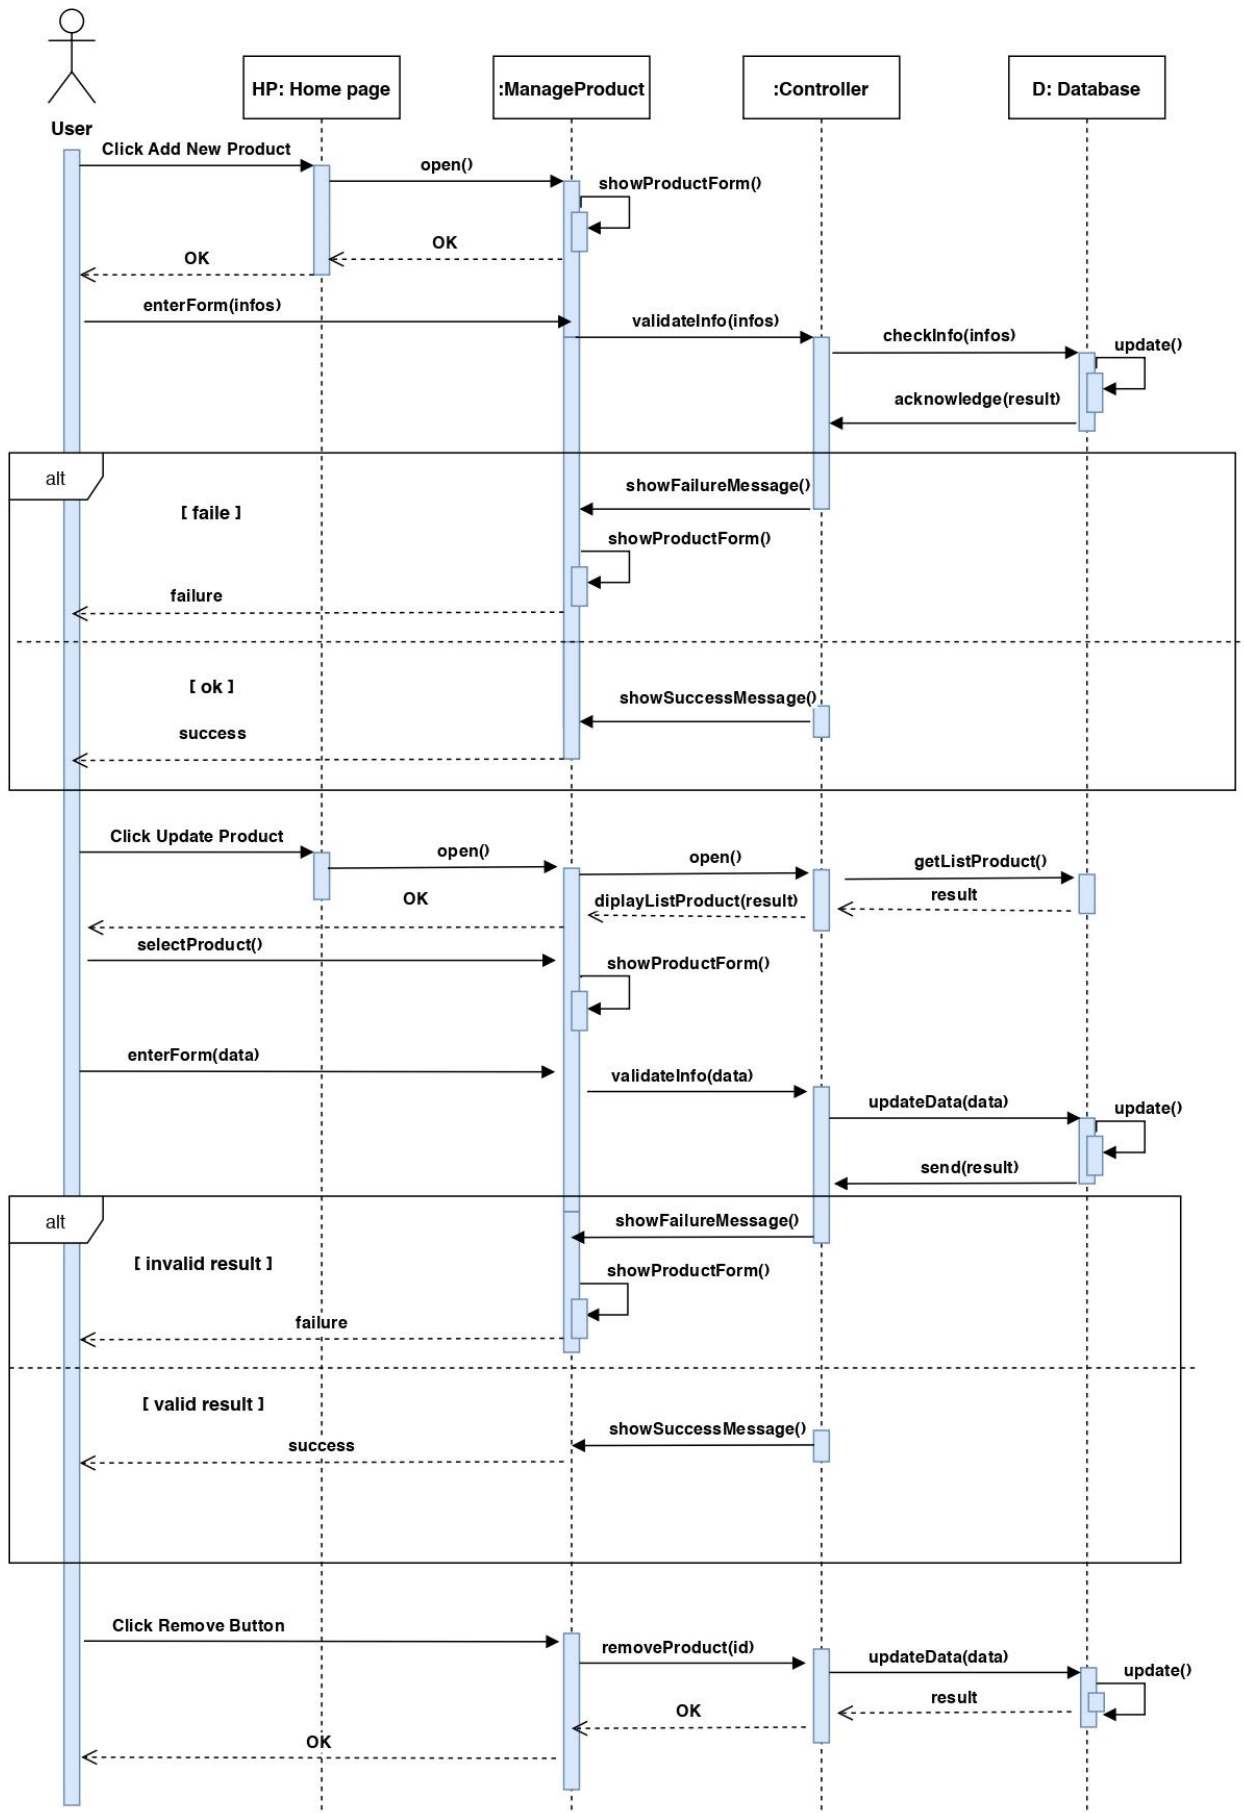 HP: Home page
:ManageProduct
:Controller
D: Database
User
Click Add New Product
open()
showProductForm()
OK
OK
enterForm(infos)
validateInfo(infos)
checkInfo(infos)
update()
acknowledge(result)
alt
showFailureMessage()
[ faile ]
showProductForm()
failure
[ ok ]
showSuccessMessage()
success
Click Update Product
open()
open()
getListProduct()
OK
diplayListProduct(result)
result
selectProduct()
showProductForm()
enterForm(data)
validateInfo(data)
updateData(data)
update()
send(result)
alt
showFailureMessage()
[ invalid result ]
showProductForm()
failure
[ valid result ]
showSuccessMessage()
success
Click Remove Button
removeProduct(id)
updateData(data)
update()
result
OK
OK